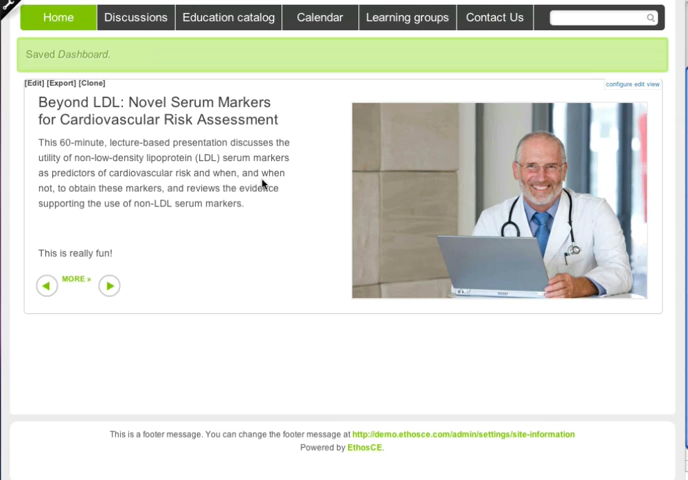 Home Discussions Education catalog Calendar Learning groups Contact Us
Saved Dashboard.
[Edit] [Export] [Clone]
configure edit view
Beyond LDL: Novel Serum Markers
for Cardiovascular Risk Assessment
This 60-minute, lecture-based presentation discusses the
utility of non-low-density lipoprotein (LDL) serum markers
as predictors of cardiovascular risk and when, and when
not, to obtain these markers, and reviews the evidence
supporting the use of non-LDL serum markers.
This is really fun!
MORE »
This is a footer message. You can change the footer message at http://demo.ethosce.com/admin/settings/site-information
Powered by EthosCE.